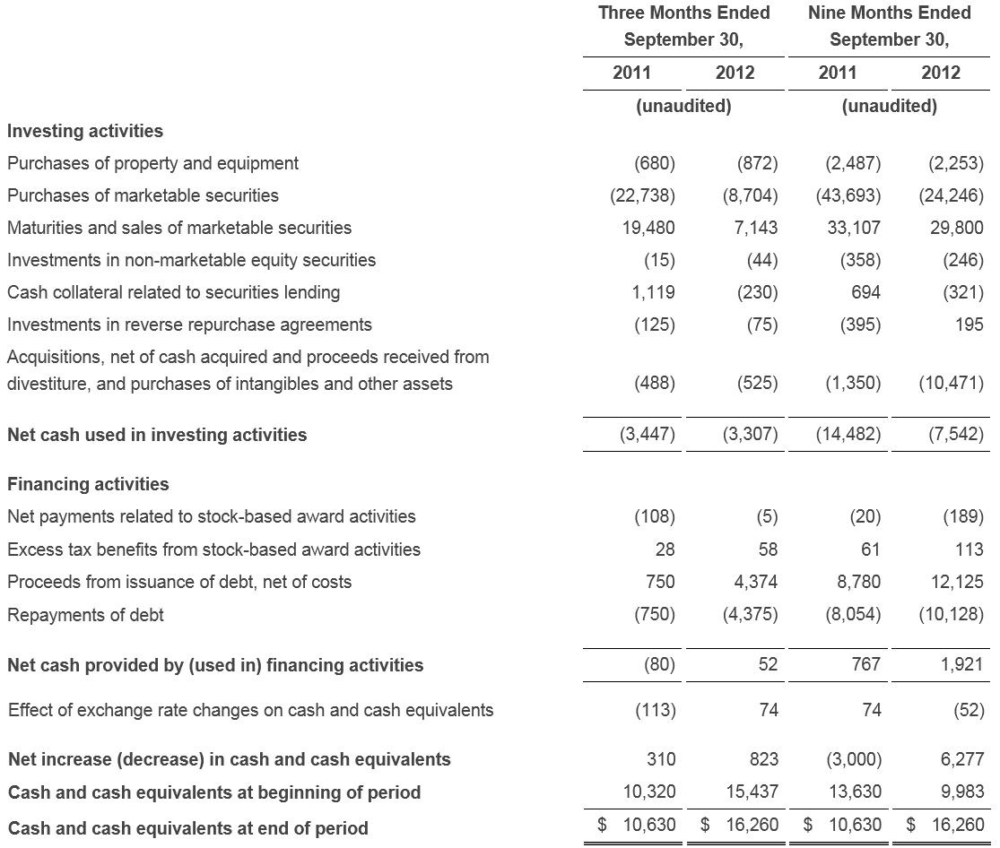 Three Months Ended Nine Months Ended
September 30, September 30,
2011 2012 2011 2012
(unaudited) (unaudited)
Investing activities
Purchases of property and equipment (680) (872) (2,487) (2,253)
Purchases of marketable securities (22,738) (8,704) (43,693) (24,246)
Maturities and sales of marketable securities 19,480 7,143 33,107 29,800
Investments in non-marketable equity securities (15) (44) (358) (246)
Cash collateral related to securities lending 1,119 (230) 694 (321)
Investments in reverse repurchase agreements (125) (75) (395) 195
Acquisitions, net of cash acquired and proceeds received from
divestiture, and purchases of intangibles and other assets (488) (525) (1,350) (10,471)
Net cash used in investing activities (3,447) (3,307) (14,482) (7,542)
Financing activities
Net payments related to stock-based award activities (108) (5) (20) (189)
Excess tax benefits from stock-based award activities 28 58 61 113
Proceeds from issuance of debt, net of costs 750 4,374 8,780 12,125
Repayments of debt (750) (4,375) (8,054) (10,128)
Net cash provided by (used in) financing activities (80) 52 767 1,921
Effect of exchange rate changes on cash and cash equivalents (113) 74 74 (52)
Net increase (decrease) in cash and cash equivalents 310 823 (3,000) 6,277
Cash and cash equivalents at beginning of period 10,320 15,437 13,630 9,983
Cash and cash equivalents at end of period $ 10,630 $ 16,260 $ 10,630 $ 16,260